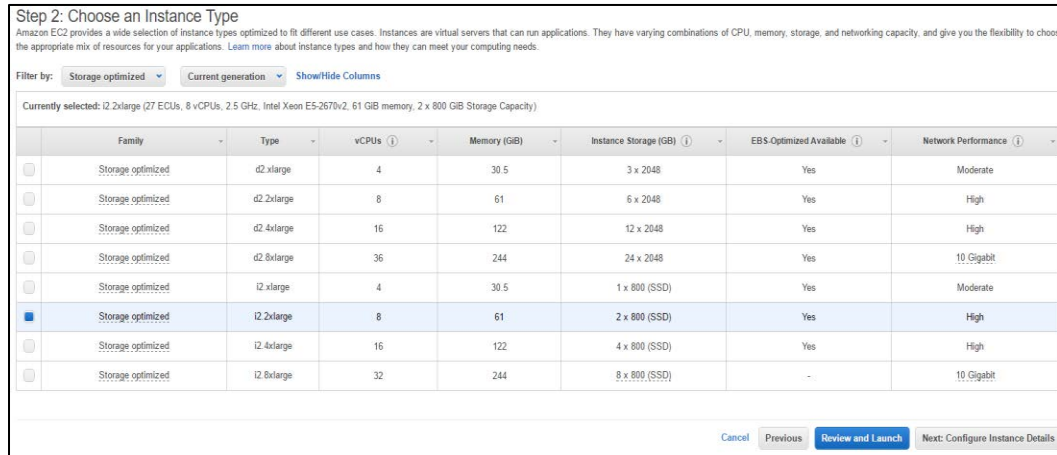 Step 2: Choose an Instance Type
Amazon EC2 provides a wide selection of instance types optimized to fit different use cases. Instances are virtual servers that can run applications. They have varying combinations of CPU, memory, storage, and networking capacity, and give you the flexibility to choos
the appropriate mix of resources for your applications. Learn more about instance types and how they can meet your computing needs.
Filter by: Storage optimized Current generation Show/Hide Columns
Currently selected: i2.2xlarge (27 ECUs, 8 vCPUs, 2.5 GHz, Intel Xeon E5-2670v2, 61 GiB memory, 2 x 800 GiB Storage Capacity)
Family Type vCPUs Memory (GiB) Instance Storage (GB) EBS-Optimized Available Network Performance
Storage optimized d2.xlarge 4 30.5 3 x 2048 Yes Moderate
Storage optimized d2.2xlarge 8 61 6 x 2048 Yes High
Storage optimized d2.4xlarge 16 122 12 x 2048 Yes High
Storage optimized d2.8xlarge 36 244 24 x 2048 Yes 10 Gigabit
Storage optimized i2.xlarge 4 30.5 1 x 800 (SSD) Yes Moderate
Storage optimized i2.2xlarge 8 61 2 x 800 (SSD) Yes High
Storage optimized i2.4xlarge 16 122 4 x 800 (SSD) Yes High
Storage optimized i2.8xlarge 32 244 8 x 800 (SSD) - 10 Gigabit
Cancel Previous Review and Launch Next: Configure Instance Details